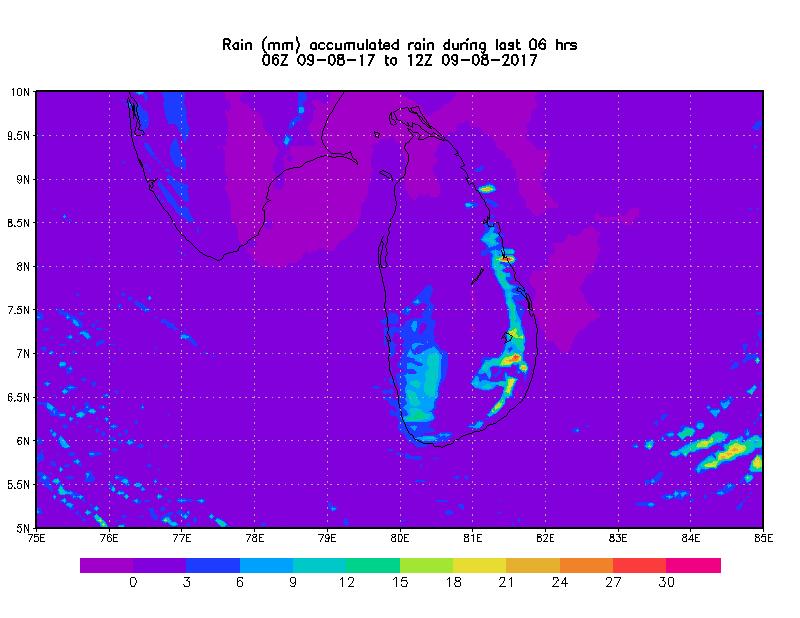 Rain (mm) accumulated rain during last 06 hrs
06Z 09-08-17 to 12Z 09-08-2017
10N
9.5N
9N
8.5N
8N
7.5N
7N
6.5N
6N
5.5N
5N
75E 76E 77E 78E 79E 80E 81E 82E 83E 84E 85E
0 3 6 9 12 15 18 21 24 27 30